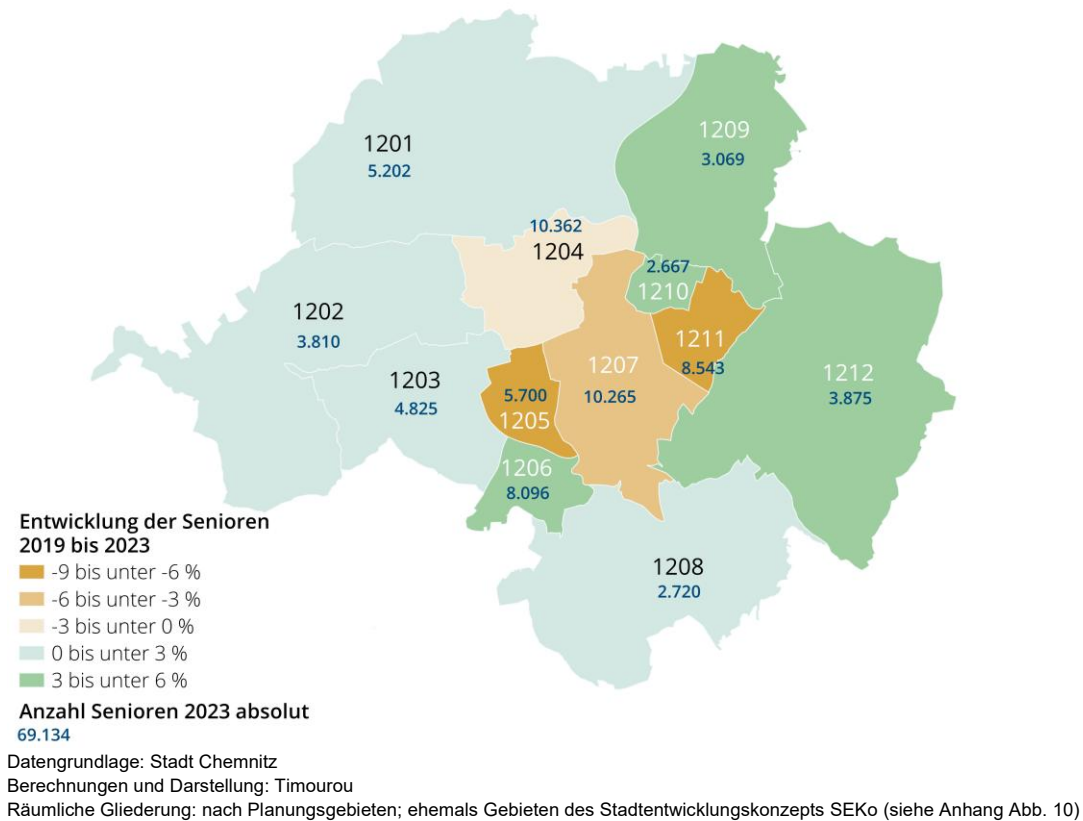 1209
3.069
1201
5.202
10.362
1204
2.667
1210
1202
3.810
1211
8.543
1207
10.265
1212
3.875
1203
4.825
5.700
1205
1206
8.096
1208
2.720
Entwicklung der Senioren
2019 bis 2023
-9 bis unter -6 %
-6 bis unter -3 %
-3 bis unter 0 %
0 bis unter 3 %
3 bis unter 6 %
Anzahl Senioren 2023 absolut
69.134
Datengrundlage: Stadt Chemnitz
Berechnungen und Darstellung: Timourou
Räumliche Gliederung: nach Planungsgebieten; ehemals Gebieten des Stadtentwicklungskonzepts SEKo (siehe Anhang Abb. 10)